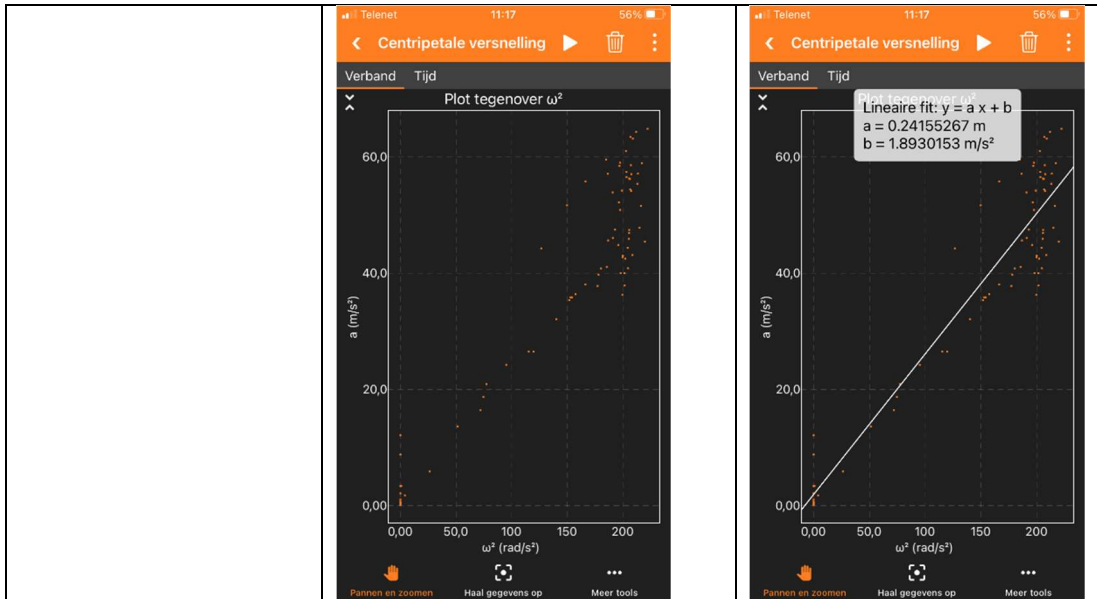 Telenet 11:17 56%
Centripetale versnelling
Verband Tijd
Plot tegenover ω²
60,0
40,0
a (m/s²)
20,0
0,00
0,00 50,0 100 150 200
ω² (rad/s²)
Pannen en zoomen Haal gegevens op Meer tools
Telenet 11:17 56%
Centripetale versnelling
Verband Tijd
Plot tegenover ω²
Lineaire fit: y = a x + b
a = 0.24155267 m
b = 1.8930153 m/s²
60,0
40,0
a (m/s²)
20,0
0,00
0,00 50,0 100 150 200
ω² (rad/s²)
Pannen en zoomen Haal gegevens op Meer tools